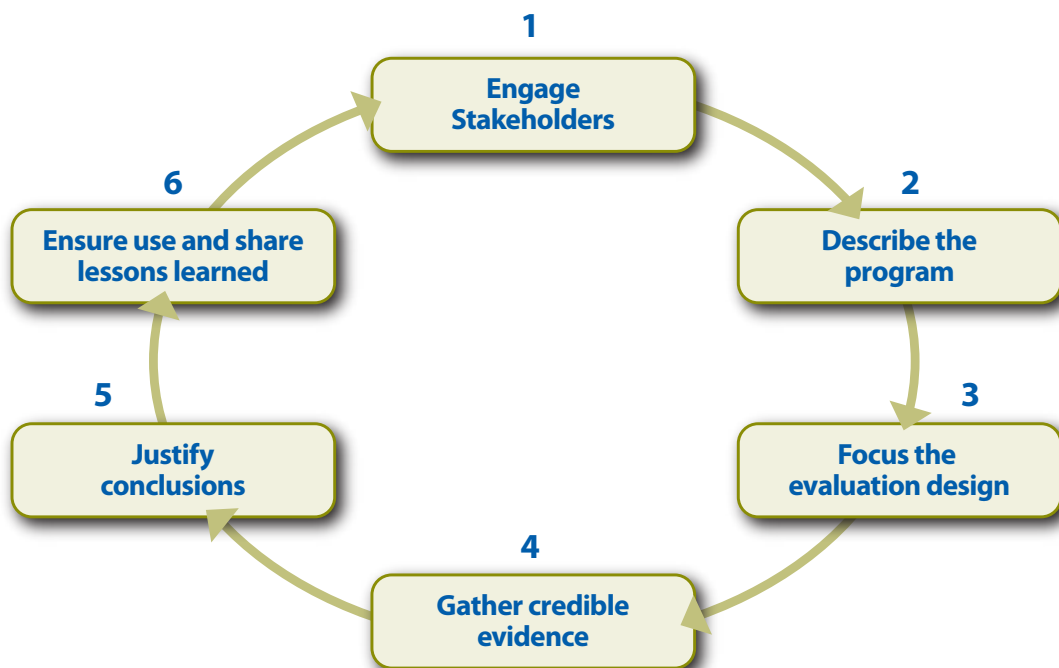 1
Engage
Stakeholders
2
Describe the
program
3
Focus the
evaluation design
4
Gather credible
evidence
5
Justify
conclusions
6
Ensure use and share
lessons learned